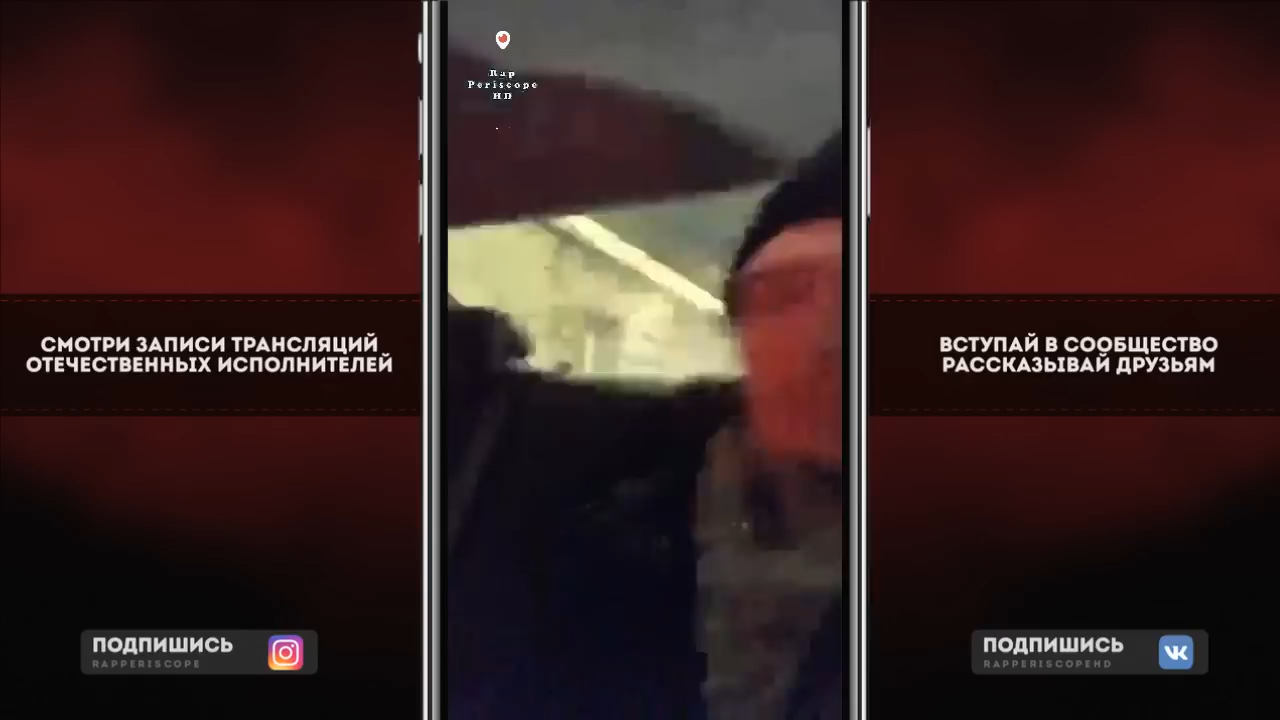 Rap
Periscope
HD
СМОТРИ ЗАПИСИ ТРАНСЛЯЦИЙ
ОТЕЧЕСТВЕННЫХ ИСПОЛНИТЕЛЕЙ
ВСТУПАЙ В СООБЩЕСТВО
РАССКАЗЫВАЙ ДРУЗЬЯМ
ПОДПИШИСЬ
RAPPERISCOPE
ПОДПИШИСЬ
RAPPERISCOPEHD